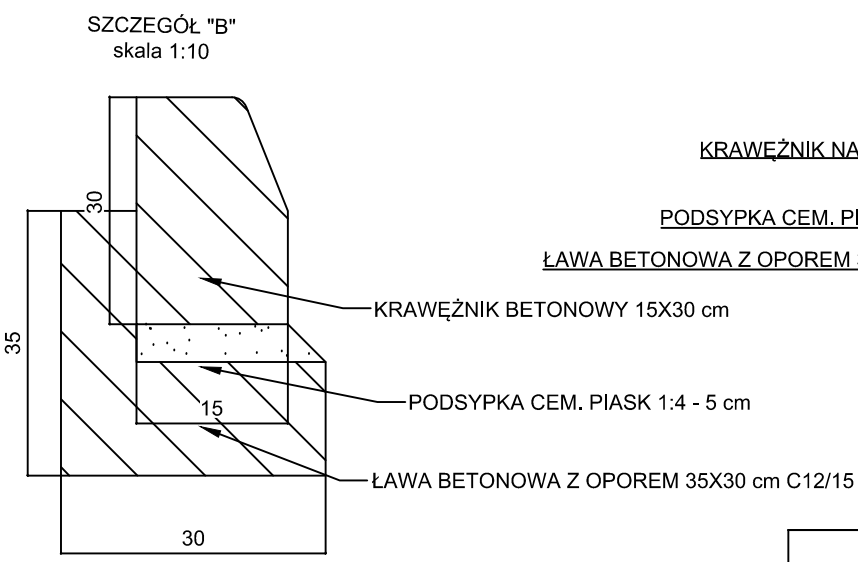 SZCZEGÓŁ "B"
skala 1:10
KRAWĘŻNIK NA
30
PODSYPKA CEM.
ŁAWA BETONOWA Z OPOREM
KRAWĘŻNIK BETONOWY 15X30 cm
35
15
PODSYPKA CEM. PIASK 1:4 - 5 cm
ŁAWA BETONOWA Z OPOREM 35X30 cm C12/15
30